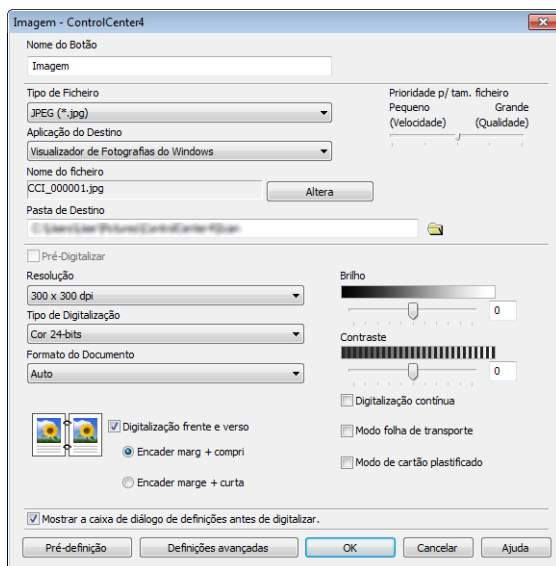 Imagem - ControlCenter4
Nome do Botão
Imagem
Tipo de Ficheiro
JPEG (*.jpg)
Prioridade p/ tam. ficheiro
Pequeno Grande
(Velocidade) (Qualidade)
Aplicação do Destino
Visualizador de Fotografias do Windows
Nome do ficheiro
CCI_000001.jpg
Altera
Pasta de Destino
Pré-Digitalizar
Resolução
300 x 300 dpi
Tipo de Digitalização
Cor 24-bits
Formato do Documento
Auto
Brilho
0
Contraste
0
Digitalização contínua
Modo folha de transporte
Modo de cartão plastificado
Digitalização frente e verso
Encader marg + compri
Encader marge + curta
Mostrar a caixa de diálogo de definições antes de digitalizar.
Pré-definição Definições avançadas OK Cancelar Ajuda